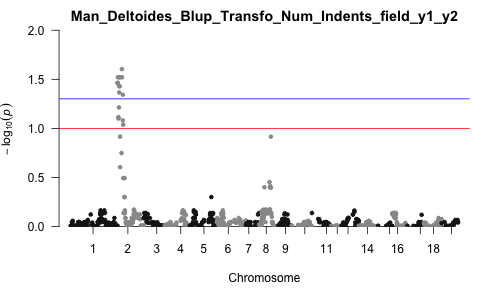 Man_Deltoides_Blup_Transfo_Num_Indents_field_y1_y2
2.0
1.5
1.0
0.5
0.0
− log10(p)
1 2 3 4 5 6 7 8 9 11 14 16 18
Chromosome